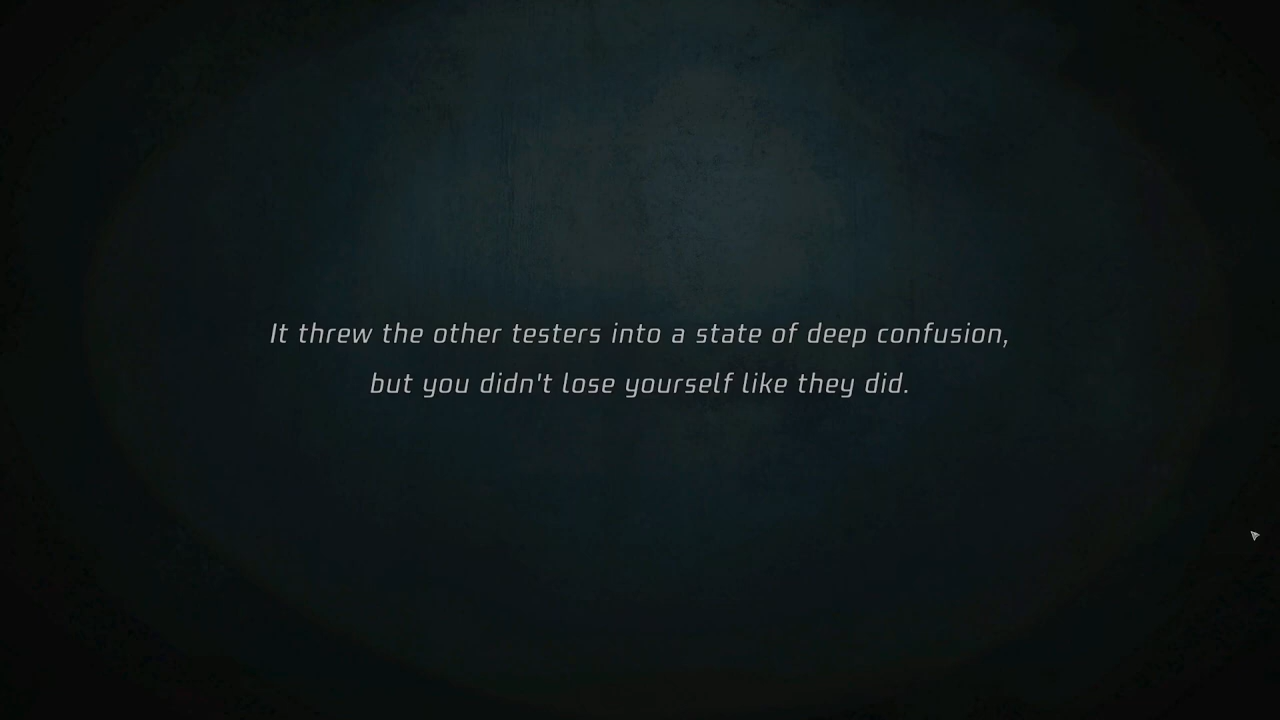 It threw the other testers into a state of deep confusion,
but you didn't lose yourself like they did.